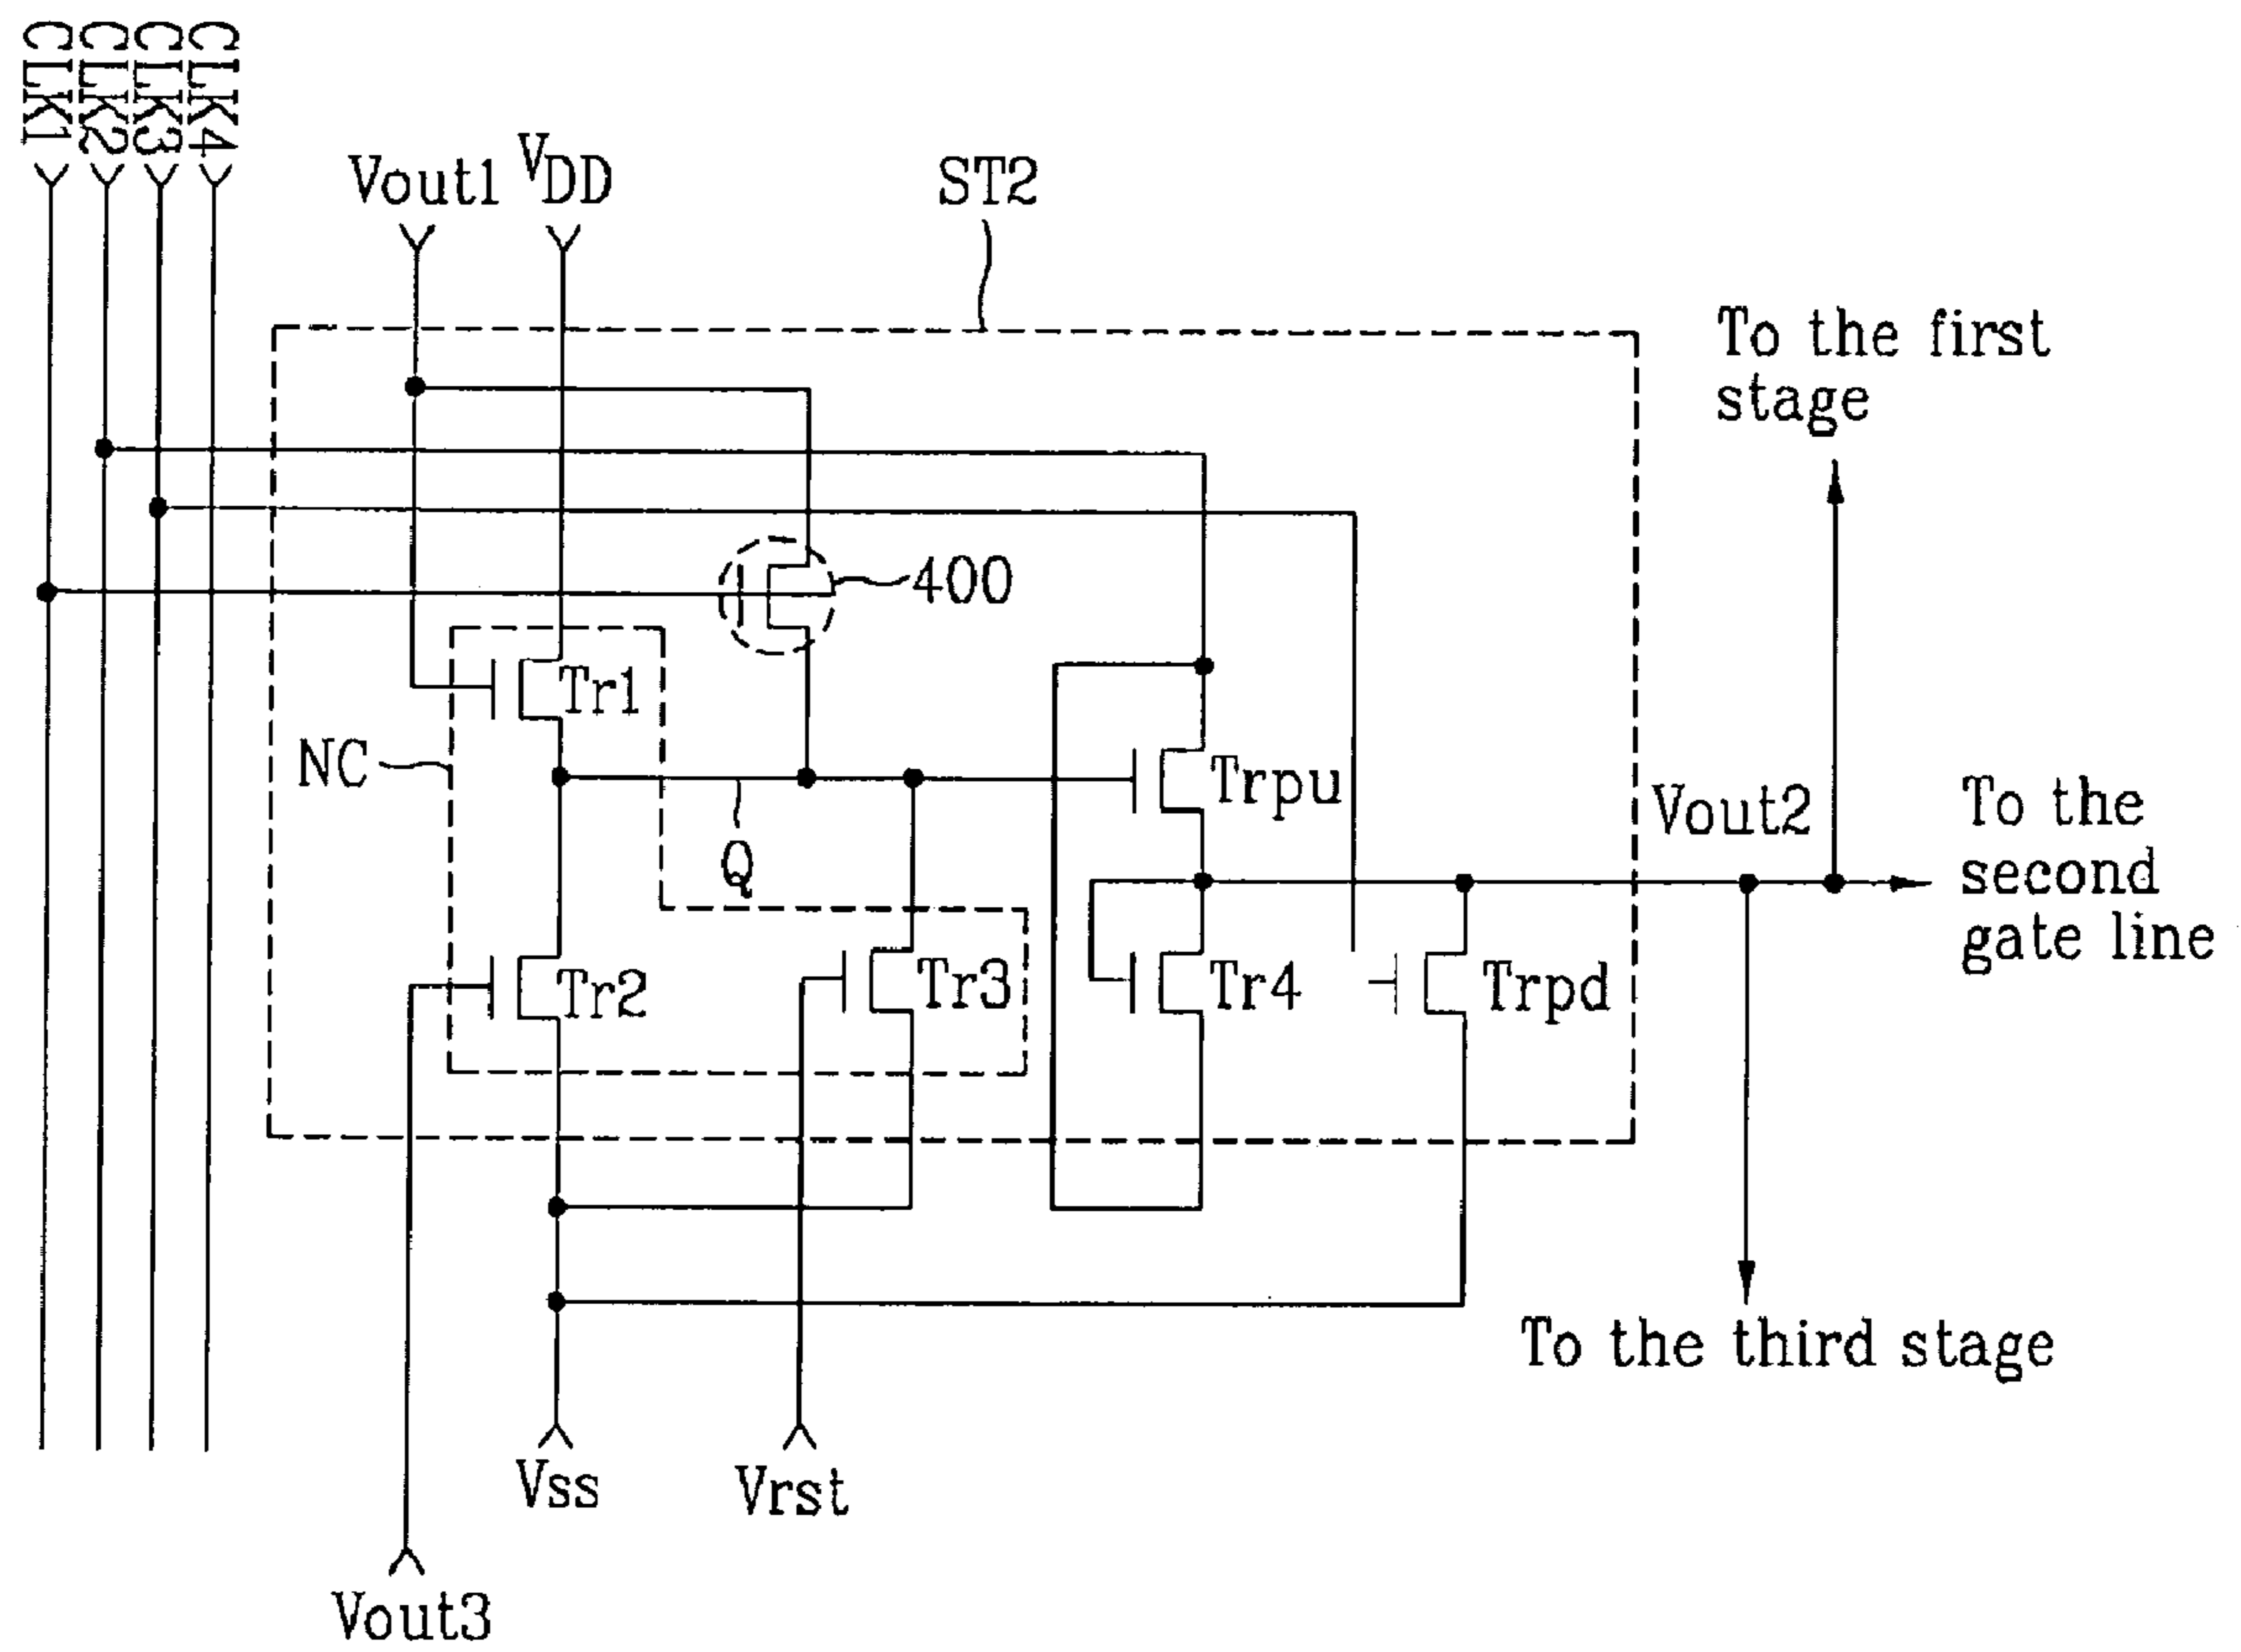 CLK1
CLK2
CLK3
CLK4
Vout1
VDD
ST2
To the first
stage
400
Tr1
NC
Trpu
Q
Vout2
To the
second
gate line
Tr2
Tr3
Tr4
Trpd
To the third stage
Vss
Vrst
Vout3